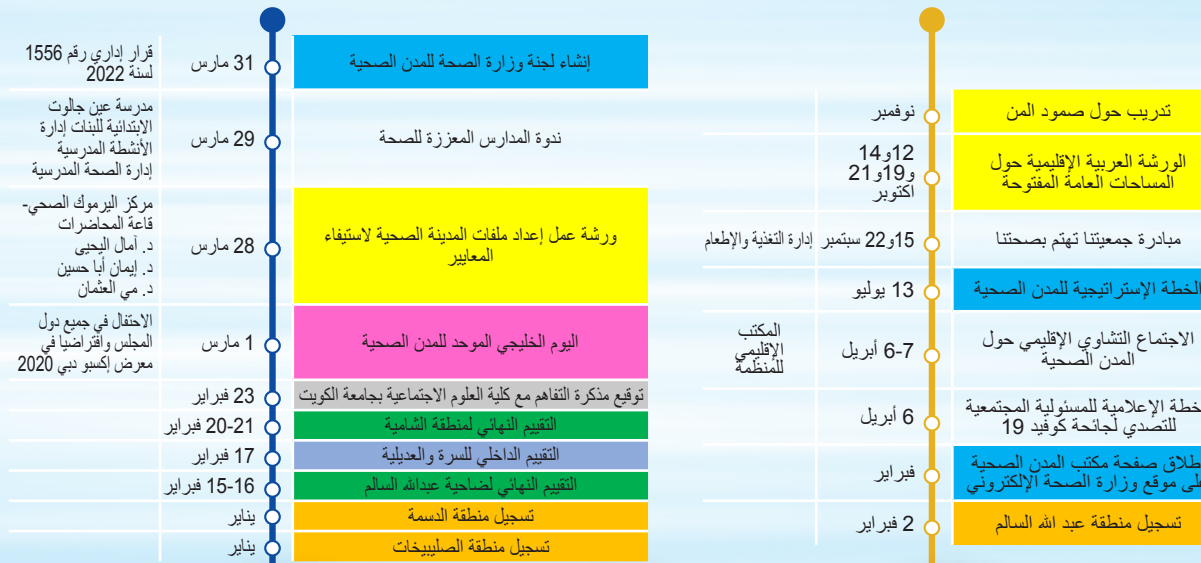 تدريب حول صمود المن
نوفمبر
الورشة العربية الإقليمية حول
المساحات العامة المفتوحة
12و14
و19و21
اكتوبر
مبادرة جمعيتنا تهتم بصحتنا
15و22 سبتمبر
إدارة التغذية والإطعام
الخطة الإستراتيجية للمدن الصحية
13 يوليو
الاجتماع التشاوي الإقليمي حول
المدن الصحية
6-7 أبريل
المكتب
الإقليمي
للمنظمة
خطة الإعلامية للمسئولية المجتمعية
للتصدي لجائحة كوفيد 19
6 أبريل
طلاق صفحة مكتب المدن الصحية
لى موقع وزارة الصحة الإلكتروني
فبراير
تسجيل منطقة عبد الله السالم
2 فبراير
إنشاء لجنة وزارة الصحة للمدن الصحية
31 مارس
قرار إداري رقم 1556
لسنة 2022
ندوة المدارس المعززة للصحة
29 مارس
مدرسة عين جالوت
الابتدائية للبنات إدارة
الأنشطة المدرسية
إدارة الصحة المدرسية
ورشة عمل إعداد ملفات المدينة الصحية لاستيفاء
المعايير
28 مارس
مركز اليرموك الصحي-
قاعة المحاضرات
د. أمال اليحيى
د. إيمان أبا حسين
د. مي العثمان
اليوم الخليجي الموحد للمدن الصحية
1 مارس
الاحتفال في جميع دول
المجلس وافتراضيا في
معرض إكسبو دبي 2020
توقيع مذكرة التفاهم مع كلية العلوم الاجتماعية بجامعة الكويت
23 فبراير
التقييم النهائي لمنطقة الشامية
20-21 فبراير
التقييم الداخلي للسرة والعديلية
17 فبراير
التقييم النهائي لضاحية عبدالله السالم
15-16 فبراير
تسجيل منطقة الدسمة
يناير
تسجيل منطقة الصليبيخات
يناير